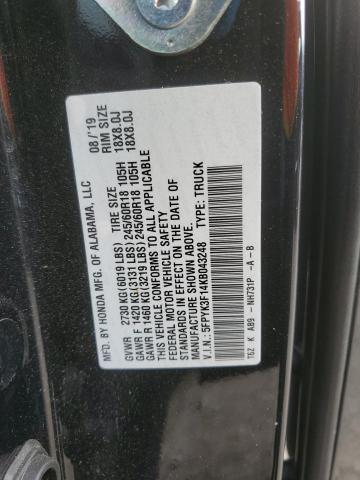 MFD. BY HONDA MFG. OF ALABAMA, LLC 08/'19
TIRE SIZE RIM SIZE
GVWR 2730 KG(6019 LBS)
GAWR F 1420 KG(3131 LBS) 245/60R18 105H 18X8.0J
GAWR R 1460 KG(3219 LBS) 245/60R18 105H 18X8.0J
THIS VEHICLE CONFORMS TO ALL APPLICABLE
FEDERAL MOTOR VEHICLE SAFETY
STANDARDS IN EFFECT ON THE DATE OF
MANUFACTURE SHOWN ABOVE.
V.I.N.: 5FPYK3F14KB043248 TYPE: TRUCK
T6Z K AB9 - NH731P -A -B